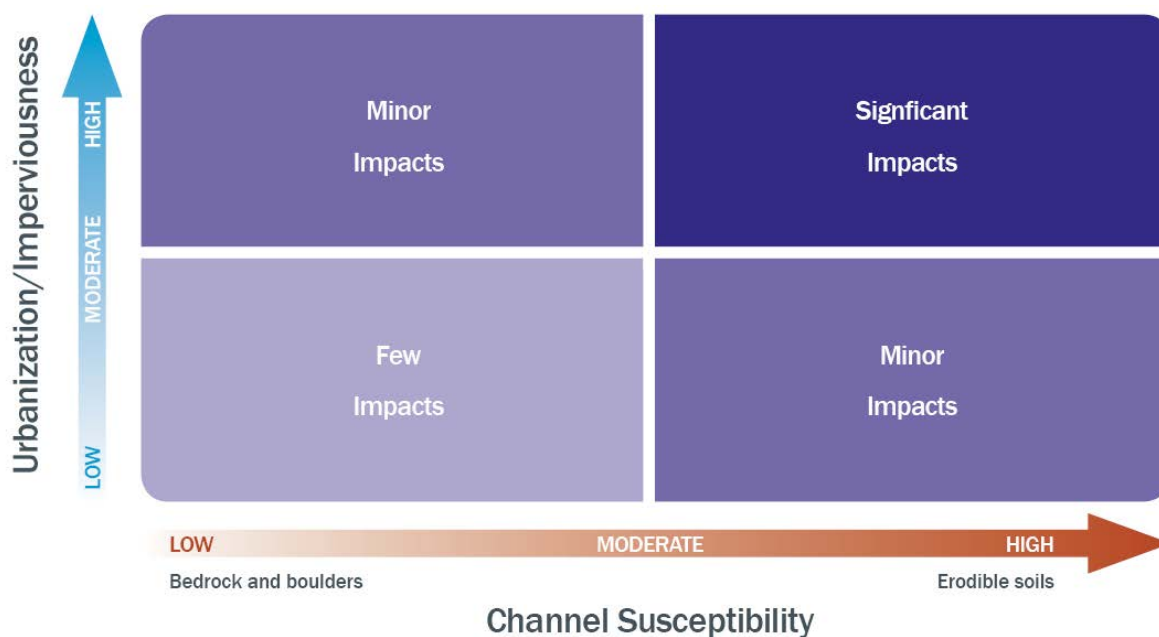 Urbanization/Imperviousness
HIGH
MODERATE
LOW
Minor
Impacts
Signficant
Impacts
Few
Impacts
Minor
Impacts
LOW
MODERATE
HIGH
Bedrock and boulders
Erodible soils
Channel Susceptibility